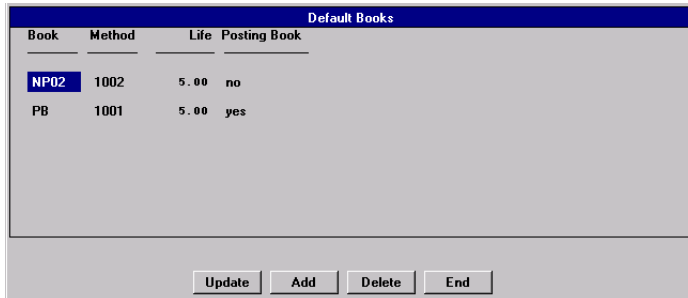 Default Books
Book Method Life Posting Book
NP02 1002 5.00 no
PB 1001 5.00 yes
Update Add Delete End